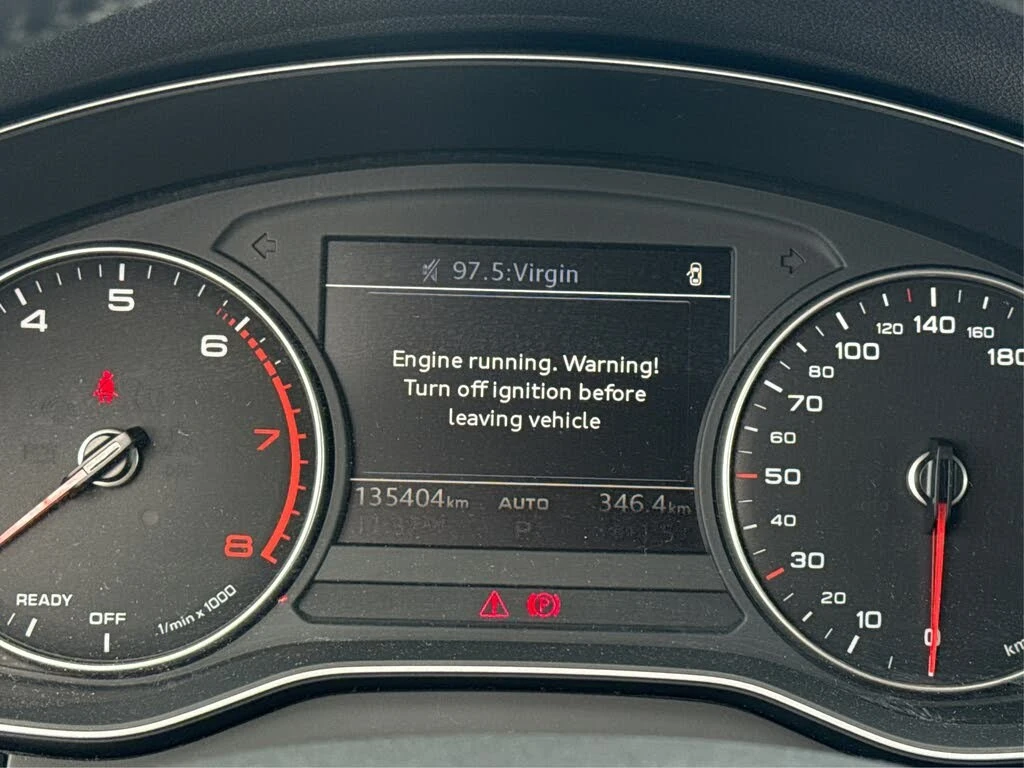 97.5:Virgin
Engine running. Warning!
Turn off ignition before
leaving vehicle
135404km AUTO 346.4km
P
4
5
6
7
8
READY
OFF
1/min x 1000
10
20
30
40
50
60
70
80
100
120
140
160
180
0
km
P